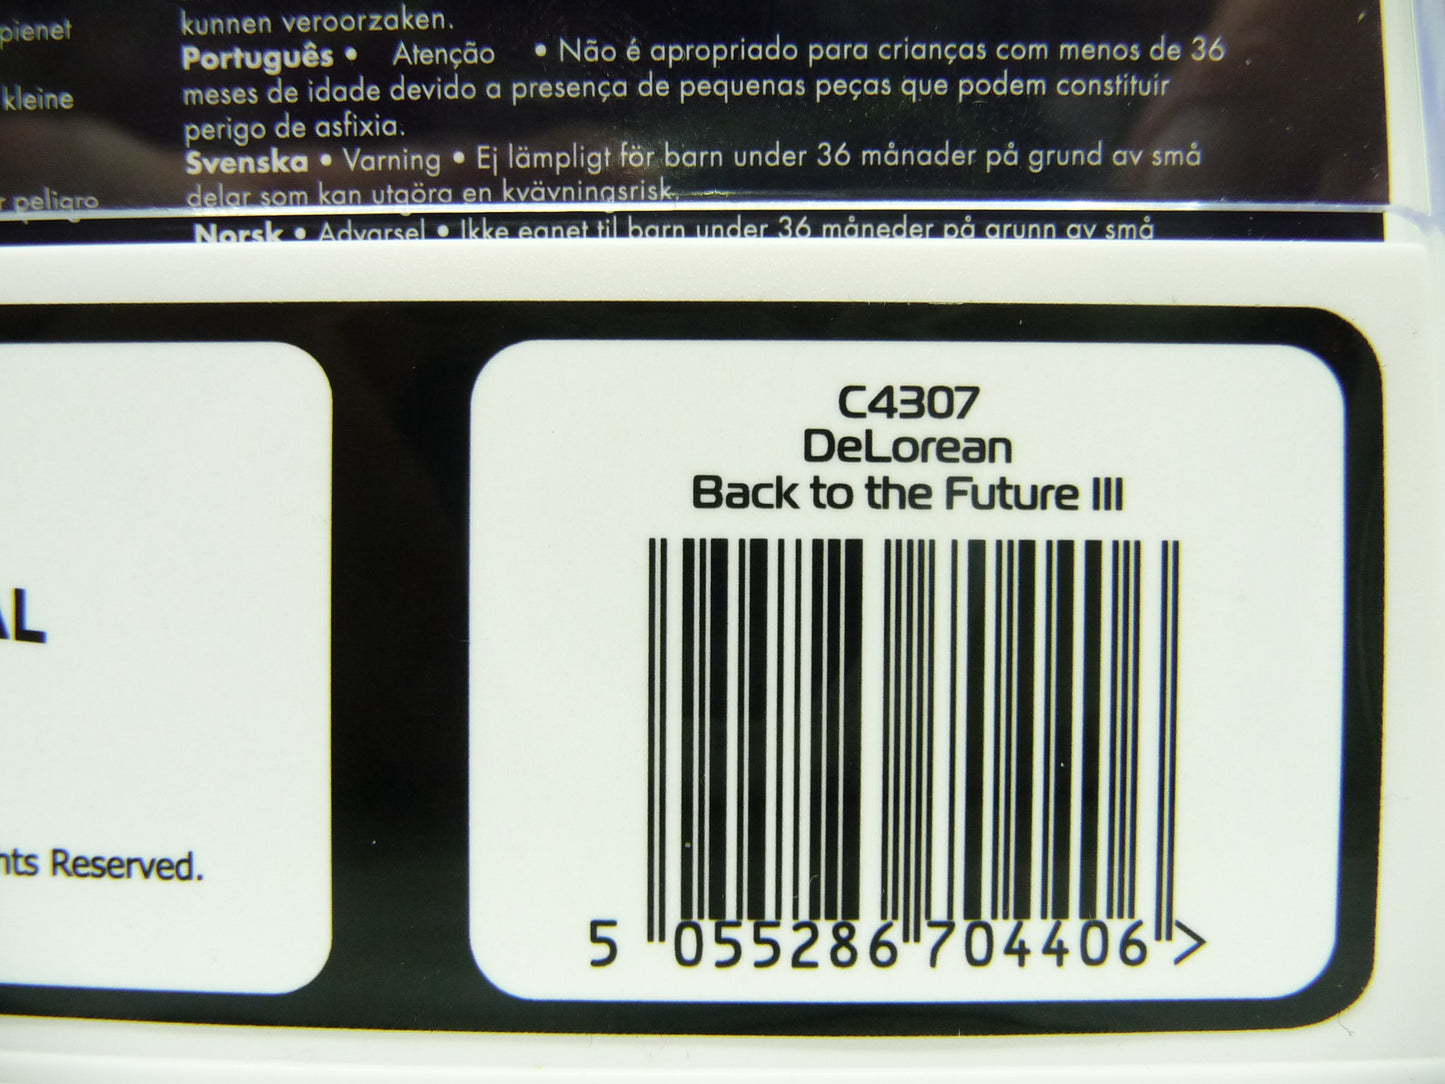 pienet
kleine
r peligro
kunnen veroorzaken.
Português • Atenção • Não é apropriado para crianças com menos de 36
meses de idade devido a presença de pequenas peças que podem constituir
perigo de asfixia.
Svenska • Varning • Ej lämpligt för barn under 36 månader på grund av små
delar som kan utgöra en kvävningsrisk.
Norsk • Advarsel • Ikke egnet til barn under 36 måneder på grunn av små
AL
hts Reserved.
C4307
DeLorean
Back to the Future III
5 055286 704406 >